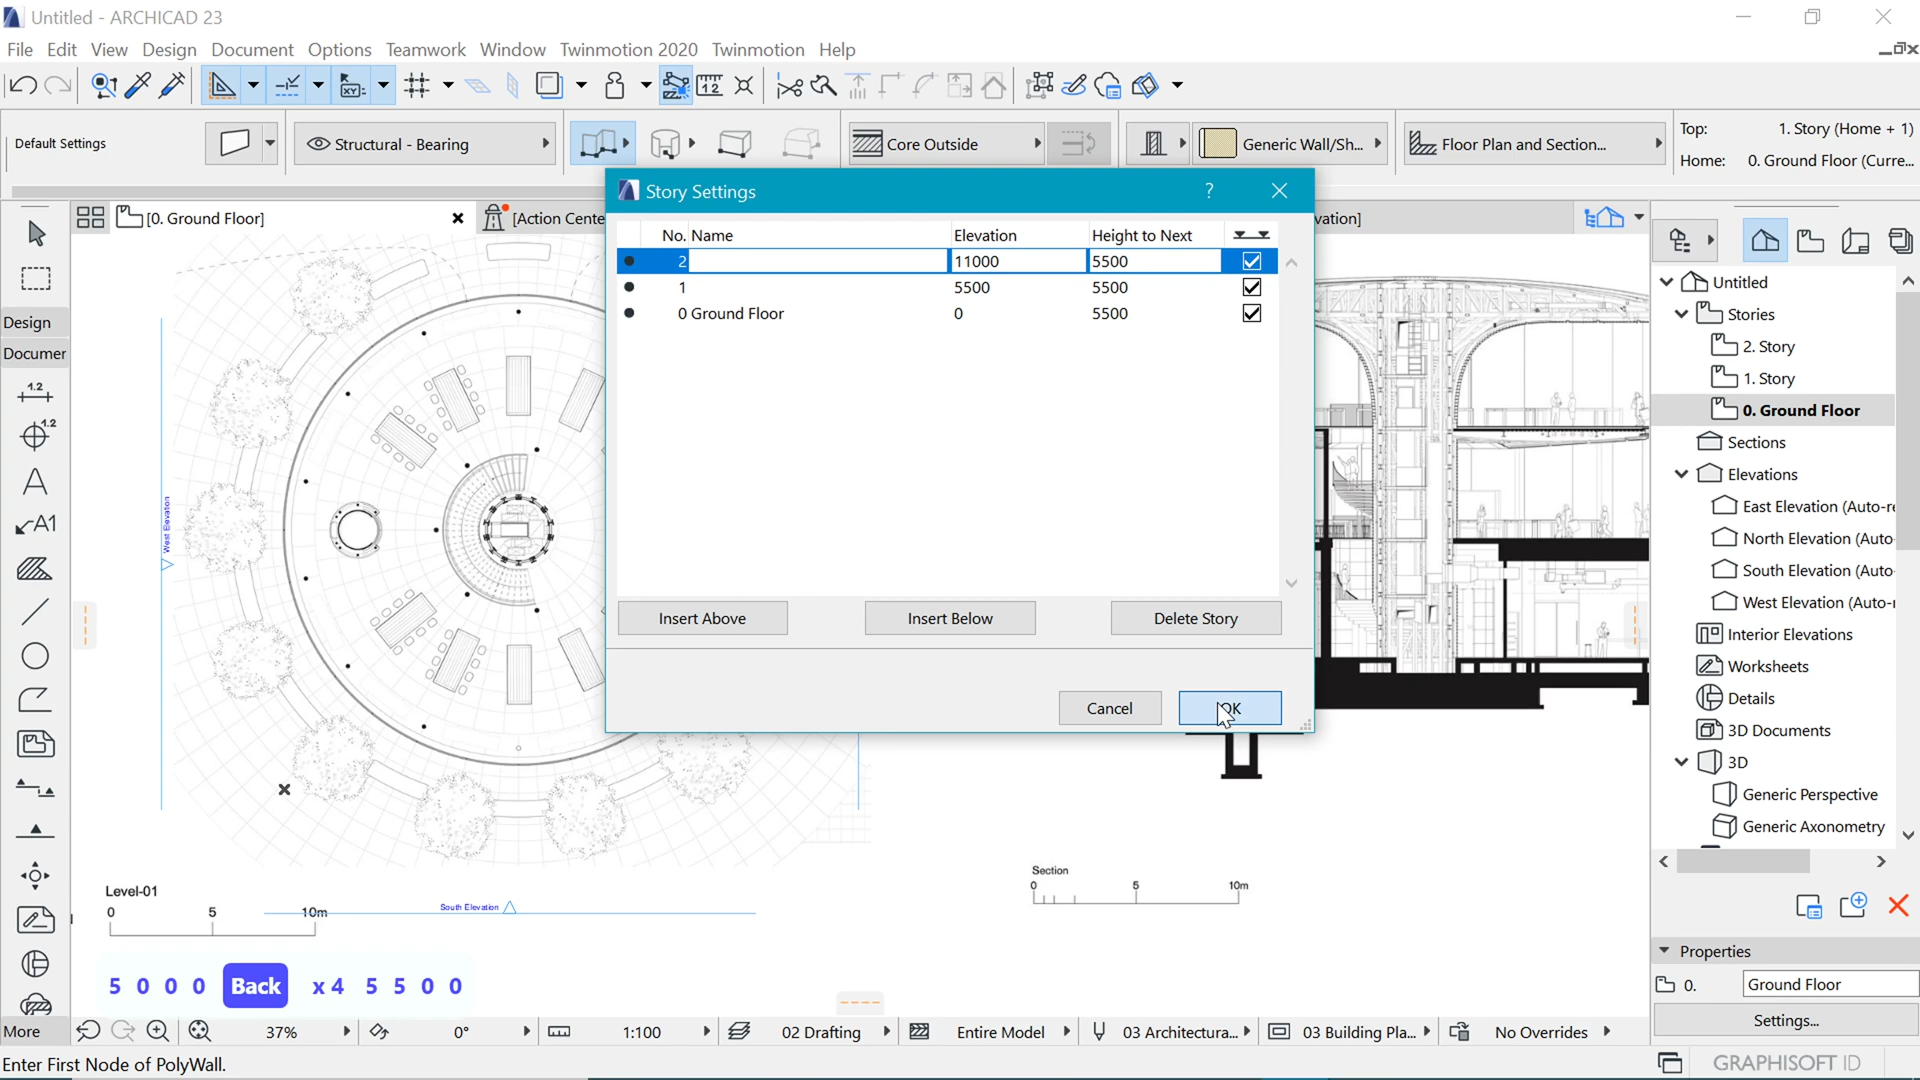 Untitled - ARCHICAD 23
File Edit View Design Document Options Teamwork Window Twinmotion 2020 Twinmotion Help
Default Settings
Structural - Bearing
Core Outside
Generic Wall/Sh...
Floor Plan and Section...
Top: 1. Story (Home + 1)
Home: 0. Ground Floor (Curre...
[0. Ground Floor]
[Action Cente
vation]
Story Settings
?
No. Name Elevation Height to Next
2 11000 5500
1 5500 5500
0 Ground Floor 0 5500
Insert Above
Insert Below
Delete Story
Cancel
OK
Design
Documer
1.2
1.2
A
A1
More
West Elevation
South Elevation
Level-01
0 5 10m
Section
0 5 10m
5 0 0 0 Back x4 5 5 0 0
Untitled
Stories
2. Story
1. Story
0. Ground Floor
Sections
Elevations
East Elevation (Auto-re
North Elevation (Auto-
South Elevation (Auto-
West Elevation (Auto-r
Interior Elevations
Worksheets
Details
3D Documents
3D
Generic Perspective
Generic Axonometry
Properties
0. Ground Floor
Settings...
37% 0° 1:100 02 Drafting Entire Model 03 Architectura... 03 Building Pla... No Overrides
Enter First Node of PolyWall.
GRAPHISOFT ID